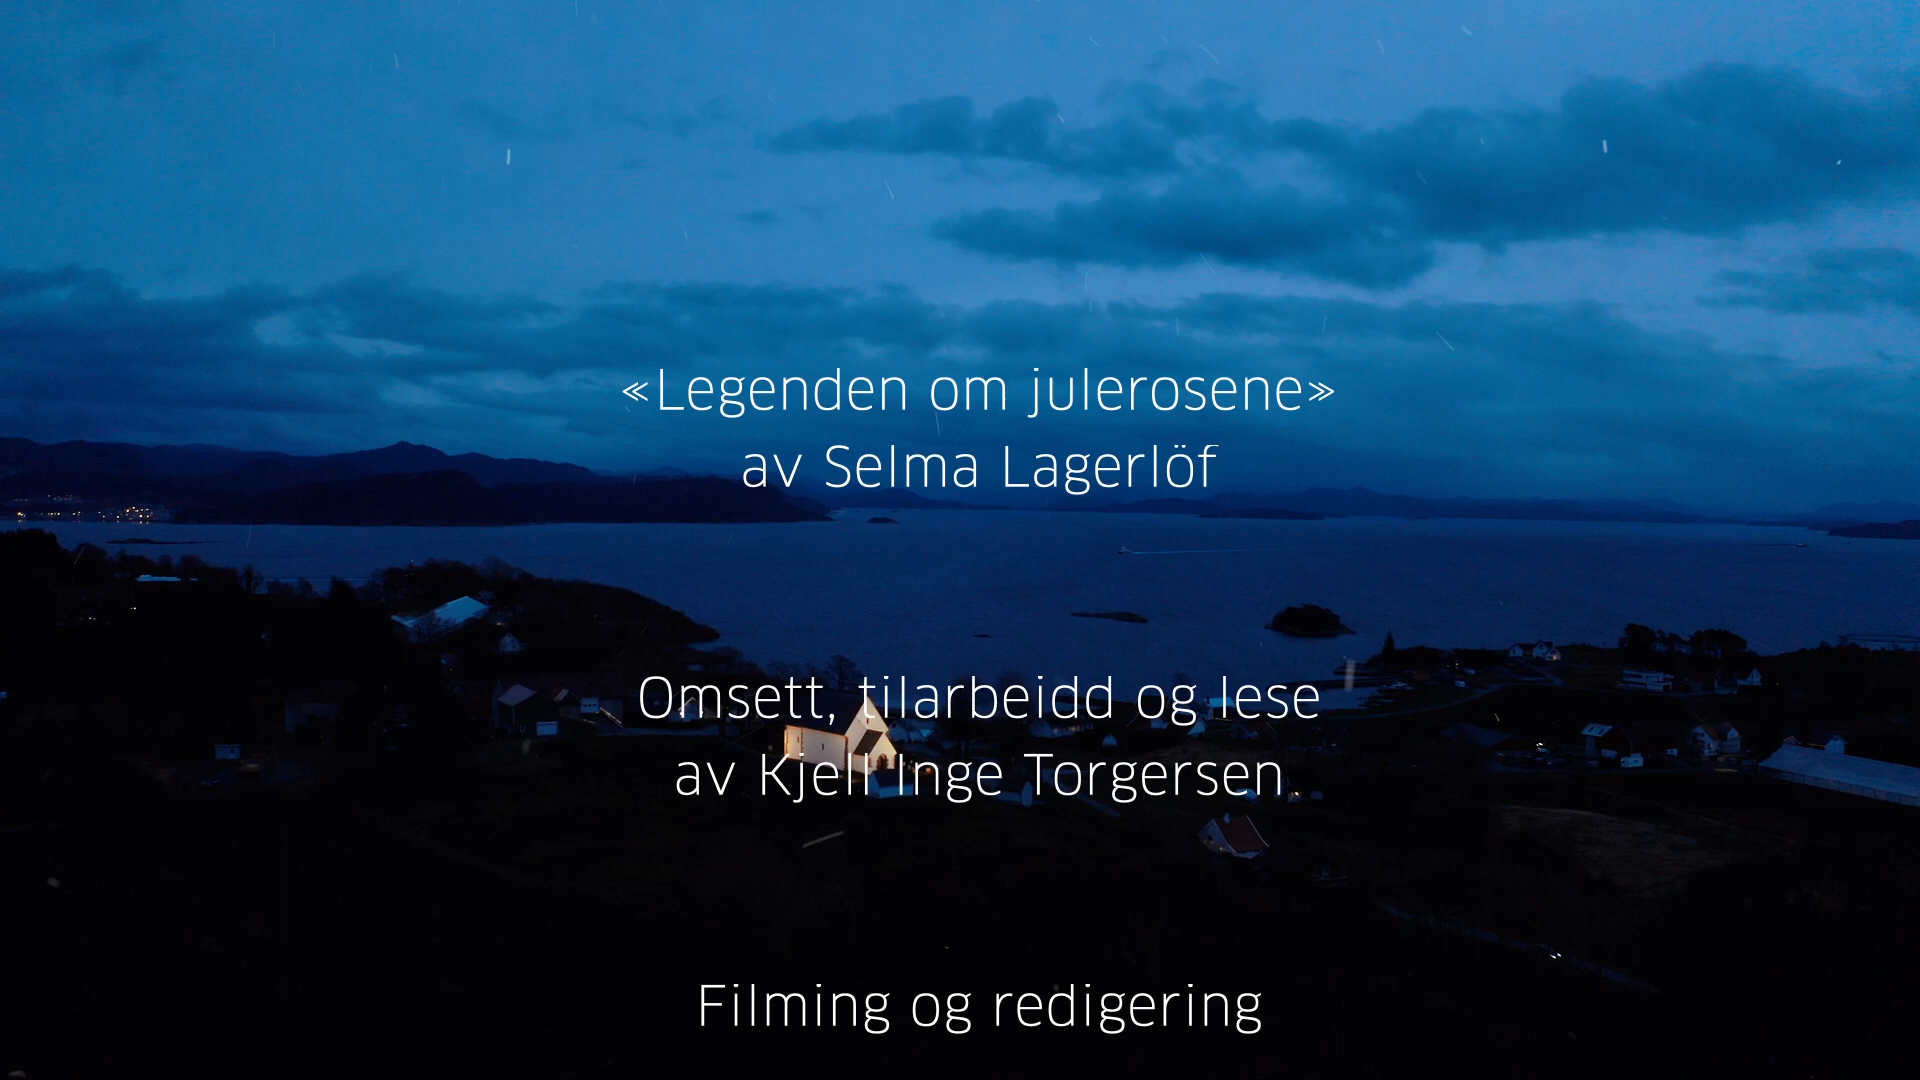 «Legenden om julerosene»
av Selma Lagerlöf
Omsett, tilarbeidd og lese
av Kjell Inge Torgersen
Filming og redigering